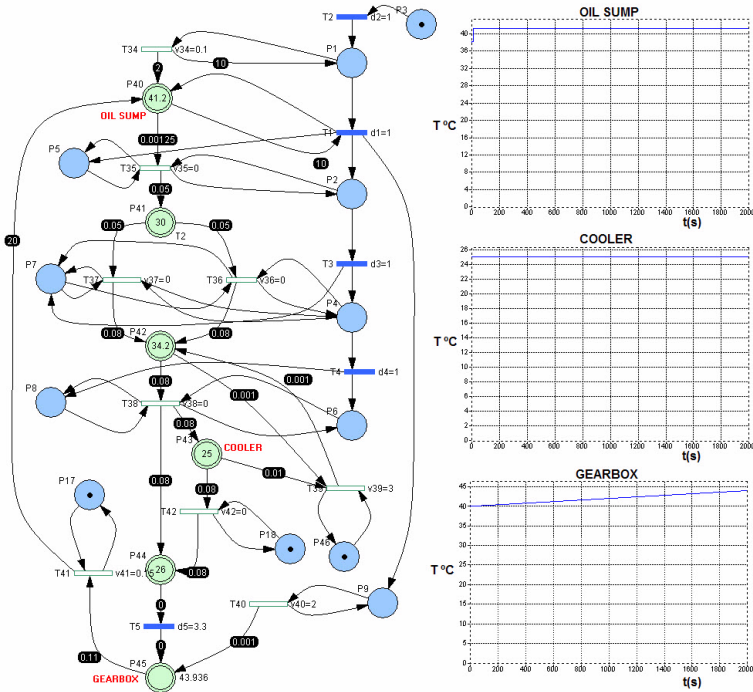 T2 d2=1 P3
T34 v34=0.1 P1
2 10
P40
41.2
OIL SUMP
0.00125
T1 d1=1
10
P5
T35 v35=0 P2
0.05
P41
30
T2
0.05 0.05
20
P7
T3 d3=1
T37 v37=0 T36 v36=0
P4
0.08 P42 0.08
34.2
T4 d4=1
0.001
P8 0.08 0.001
T38 v38=0 P6
0.08
P43
COOLER
25
0.01
T39 v39=3
0.08 0.08
P17
T42 v42=0
P18
P46
P44
26
0.08
T41 v41=0.15
P9
T40 v40=2
0
T5 d5=3.3
0
0.001
0.11
P45
GEARBOX
43.936
OIL SUMP
40
36
32
28
24
T ºC
20
16
12
8
4
0
0 200 400 600 800 1000 1200 1400 1600 1800 2000
t(s)
COOLER
26
24
22
20
18
16
T ºC
14
12
10
8
6
4
2
0
0 200 400 600 800 1000 1200 1400 1600 1800 2000
t(s)
GEARBOX
45
40
35
30
25
T ºC
20
15
10
5
0
0 200 400 600 800 1000 1200 1400 1600 1800 2000
t(s)